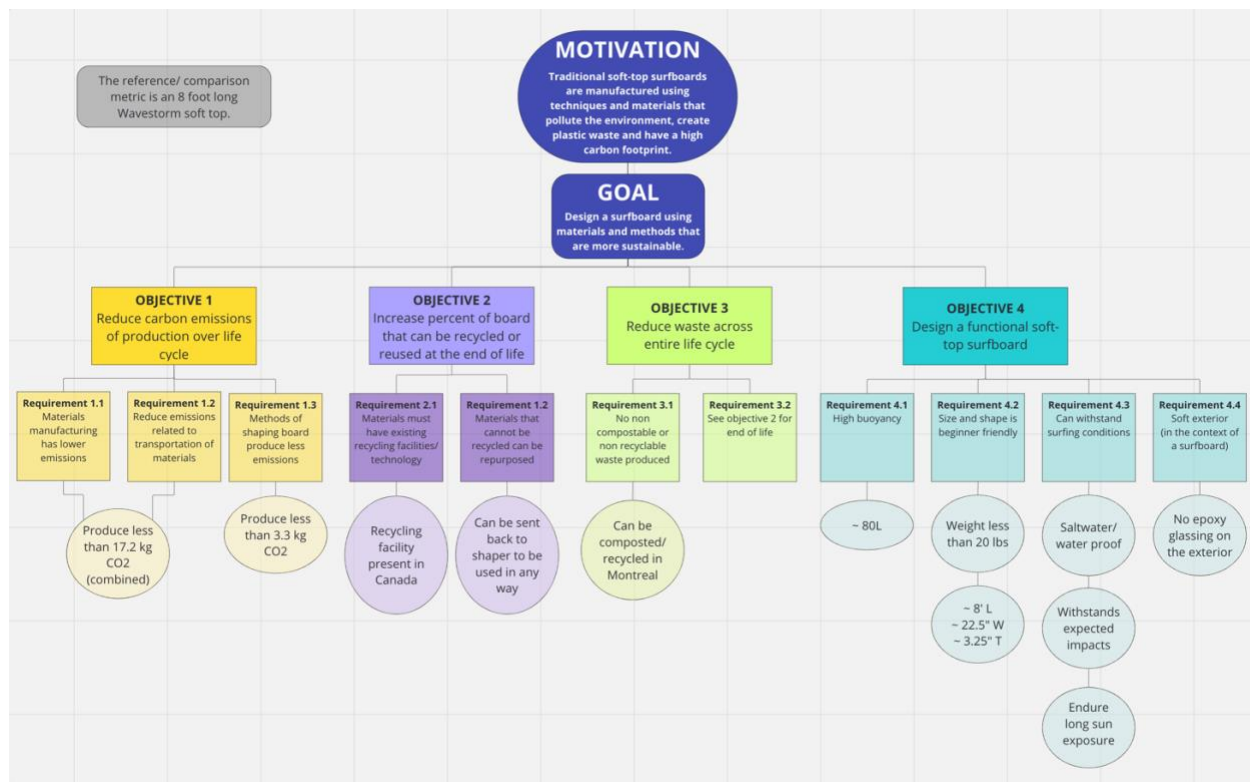 The reference/ comparison
metric is an 8 foot long
Wavestorm soft top.
MOTIVATION
Traditional soft-top surfboards
are manufactured using
techniques and materials that
pollute the environment, create
plastic waste and have a high
carbon footprint.
GOAL
Design a surfboard using
materials and methods that
are more sustainable.
OBJECTIVE 1
Reduce carbon emissions
of production over life
cycle
OBJECTIVE 2
Increase percent of board
that can be recycled or
reused at the end of life
OBJECTIVE 3
Reduce waste across
entire life cycle
OBJECTIVE 4
Design a functional soft-
top surfboard
Requirement 1.1
Materials
manufacturing
has lower
emissions
Requirement 1.2
Reduce emissions
related to
transportation of
materials
Requirement 1.3
Methods of
shaping board
produce less
emissions
Requirement 2.1
Materials must
have existing
recycling facilities/
technology
Requirement 1.2
Materials that
cannot be
recycled can be
repurposed
Requirement 3.1
No non
compostable or
non recyclable
waste produced
Requirement 3.2
See objective 2 for
end of life
Requirement 4.1
High buoyancy
Requirement 4.2
Size and shape is
beginner friendly
Requirement 4.3
Can withstand
surfing conditions
Requirement 4.4
Soft exterior
(in the context of
a surfboard)
Produce less
than 17.2 kg
CO2
(combined)
Produce less
than 3.3 kg
CO2
Recycling
facility
present in
Canada
Can be sent
back to
shaper to be
used in any
way
Can be
composted/
recycled in
Montreal
~ 80L
Weight less
than 20 lbs
~ 8' L
~ 22.5" W
~ 3.25" T
Saltwater/
water proof
Withstands
expected
impacts
Endure
long sun
exposure
No epoxy
glassing on
the exterior